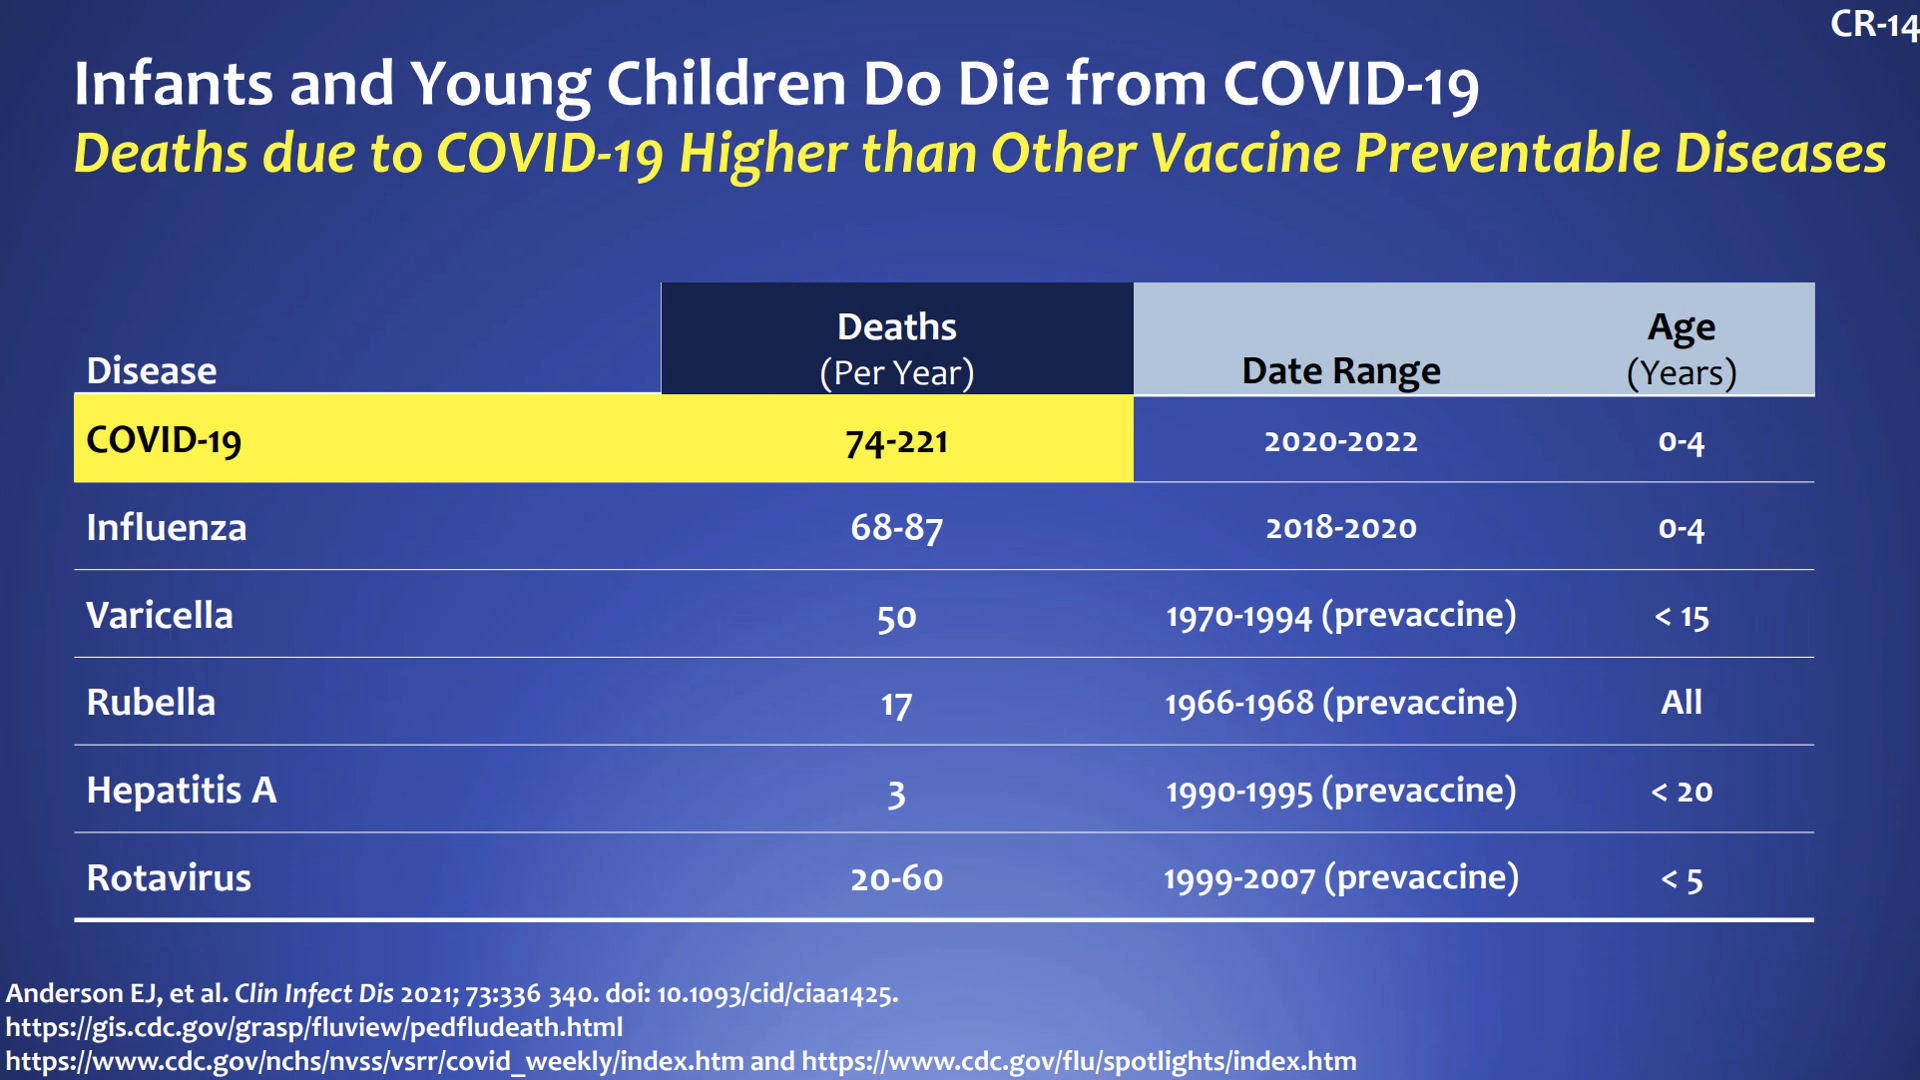 CR-14
Infants and Young Children Do Die from COVID-19
Deaths due to COVID-19 Higher than Other Vaccine Preventable Diseases
Disease Deaths (Per Year) Date Range Age (Years)
COVID-19 74-221 2020-2022 0-4
Influenza 68-87 2018-2020 0-4
Varicella 50 1970-1994 (prevaccine) < 15
Rubella 17 1966-1968 (prevaccine) All
Hepatitis A 3 1990-1995 (prevaccine) < 20
Rotavirus 20-60 1999-2007 (prevaccine) < 5
Anderson EJ, et al. Clin Infect Dis 2021; 73:336 340. doi: 10.1093/cid/ciaa1425.
https://gis.cdc.gov/grasp/fluview/pedfludeath.html
https://www.cdc.gov/nchs/nvss/vsrr/covid_weekly/index.htm and https://www.cdc.gov/flu/spotlights/index.htm